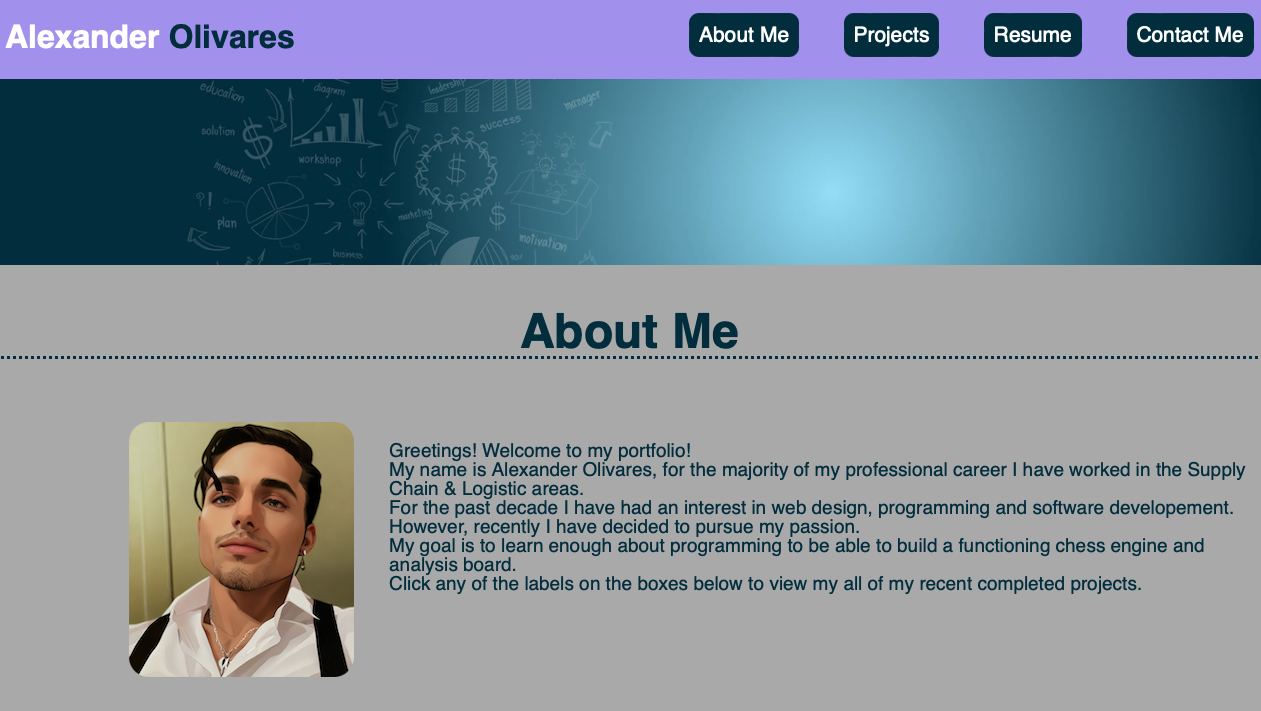 Alexander Olivares
About Me
Projects
Resume
Contact Me
education
diagram
leadership
manager
solution
success
workshop
innovation
plan
marketing
motivation
business
About Me
Greetings! Welcome to my portfolio!
My name is Alexander Olivares, for the majority of my professional career I have worked in the Supply
Chain & Logistic areas.
For the past decade I have had an interest in web design, programming and software developement.
However, recently I have decided to pursue my passion.
My goal is to learn enough about programming to be able to build a functioning chess engine and
analysis board.
Click any of the labels on the boxes below to view my all of my recent completed projects.